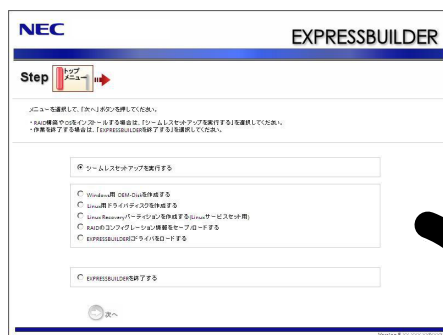 NEC
EXPRESSBUILDER
Step トップメニュー
メニューを選択して、「次へ」ボタンを押してください。
・RAID構築やOSをインストールする場合は、「シームレスセットアップを実行する」を選択してください。
・作業を終了する場合は、「EXPRESSBUILDERを終了する」を選択してください。
シームレスセットアップを実行する
Windows用 OEM-Diskを作成する
Linux用ドライバディスクを作成する
Linux Recoveryパーティションを作成する(Linuxサービスセット用)
RAIDのコンフィグレーション情報をセーブ/ロードする
EXPRESSBUILDERにドライバをロードする
EXPRESSBUILDERを終了する
次へ